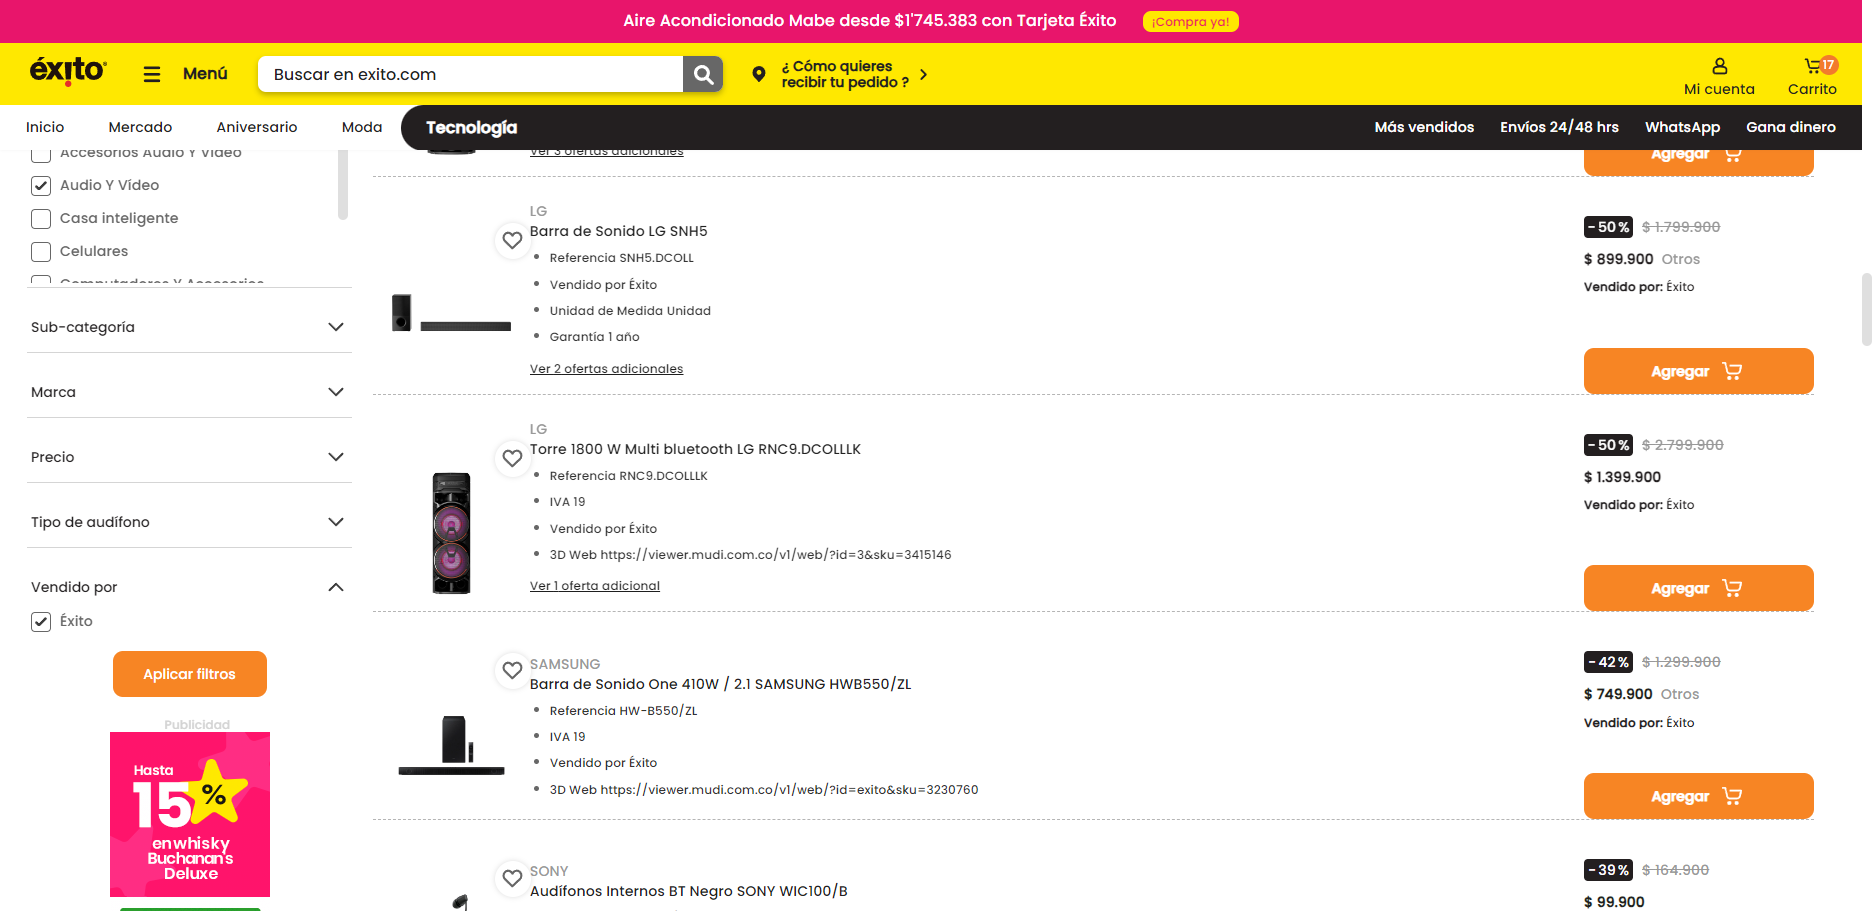 Aire Acondicionado Mabe desde $1'745.383 con Tarjeta Éxito
¡Compra ya!
éxito
Menú
Buscar en exito.com
¿ Cómo quieres
recibir tu pedido ?
Mi cuenta
17
Carrito
Inicio
Mercado
Aniversario
Moda
Tecnología
Más vendidos
Envíos 24/48 hrs
WhatsApp
Gana dinero
Accesorios Audio Y Video
Audio Y Vídeo
Casa inteligente
Celulares
Computadores Y Accesorios
Sub-categoría
Marca
Precio
Tipo de audífono
Vendido por
Éxito
Aplicar filtros
Publicidad
Hasta
15%
en whisky
Buchanan's
Deluxe
Ver 3 ofertas adicionales
Agregar
LG
Barra de Sonido LG SNH5
Referencia SNH5.DCOLL
Vendido por Éxito
Unidad de Medida Unidad
Garantía 1 año
Ver 2 ofertas adicionales
-50% $ 1.799.900
$ 899.900 Otros
Vendido por: Éxito
Agregar
LG
Torre 1800 W Multi bluetooth LG RNC9.DCOLLLK
Referencia RNC9.DCOLLLK
IVA 19
Vendido por Éxito
3D Web https://viewer.mudi.com.co/v1/web/?id=3&sku=3415146
Ver 1 oferta adicional
-50% $ 2.799.900
$ 1.399.900
Vendido por: Éxito
Agregar
SAMSUNG
Barra de Sonido One 410W / 2.1 SAMSUNG HWB550/ZL
Referencia HW-B550/ZL
IVA 19
Vendido por Éxito
3D Web https://viewer.mudi.com.co/v1/web/?id=exito&sku=3230760
-42% $ 1.299.900
$ 749.900 Otros
Vendido por: Éxito
Agregar
SONY
Audífonos Internos BT Negro SONY WIC100/B
-39% $ 164.900
$ 99.900